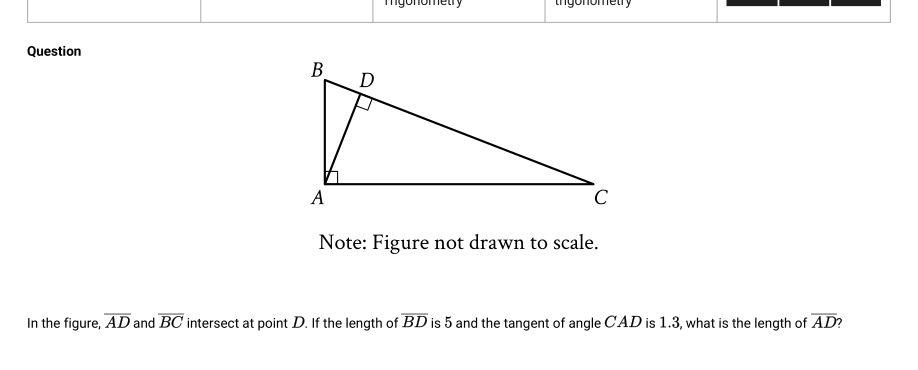 Trigonometry
trigonometry
Question
B
D
A
C
Note: Figure not drawn to scale.
In the figure, AD and BC intersect at point D. If the length of BD is 5 and the tangent of angle CAD is 1.3, what is the length of AD?